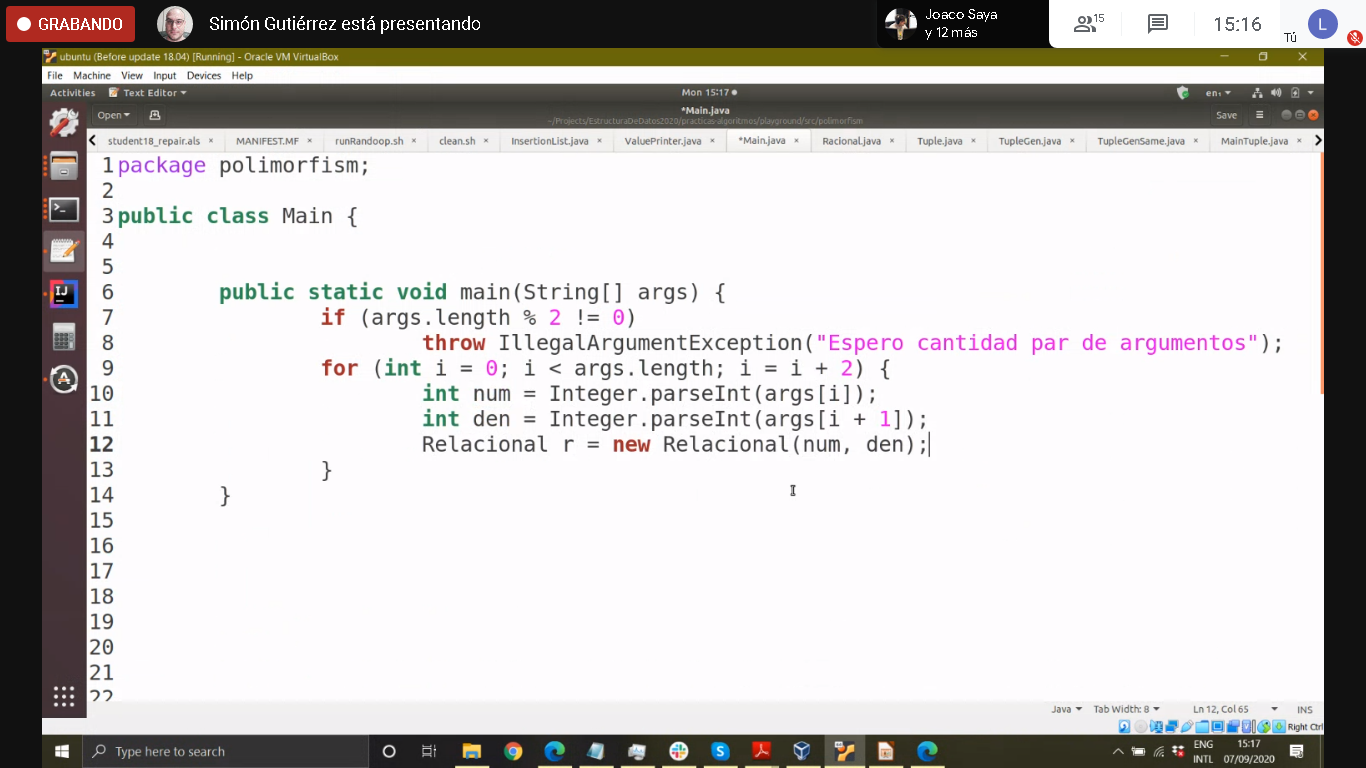 GRABANDO
Simón Gutiérrez está presentando
Joaco Saya
y 12 más
15
15:16
Tú
L
ubuntu (Before update 18.04) [Running] - Oracle VM VirtualBox
File Machine View Input Devices Help
Activities Text Editor Mon 15:17 en₁
Open *Main.java Save
~/Projects/EstructuraDeDatos2020/practicas-algoritmos/playground/src/polimorfism
student18_repair.als × MANIFEST.MF × runRandoop.sh × clean.sh × InsertionList.java × ValuePrinter.java × *Main.java × Racional.java × Tuple.java × TupleGen.java × TupleGenSame.java × MainTuple.java ×
1 package polimorfism;
2
3 public class Main {
4
5
6 public static void main(String[] args) {
7 if (args.length % 2 != 0)
8 throw IllegalArgumentException("Espero cantidad par de argumentos");
9 for (int i = 0; i < args.length; i = i + 2) {
10 int num = Integer.parseInt(args[i]);
11 int den = Integer.parseInt(args[i + 1]);
12 Relacional r = new Relacional(num, den);
13 }
14 }
15
16
17
18
19
20
21
22
IJ
Java Tab Width: 8 Ln 12, Col 65 INS
Right Ctrl
Type here to search
ENG
INTL
15:17
07/09/2020